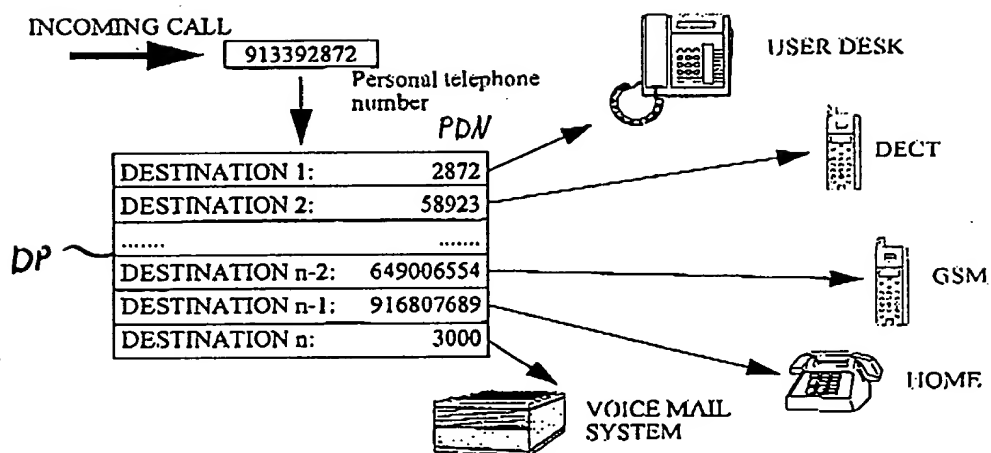 INCOMING CALL
913392872
Personal telephone
number
PDN
USER DESK
DECT
DESTINATION 1: 2872
DESTINATION 2: 58923
....... .......
DP
DESTINATION n-2: 649006554
GSM
DESTINATION n-1: 916807689
DESTINATION n: 3000
HOME
VOICE MAIL
SYSTEM